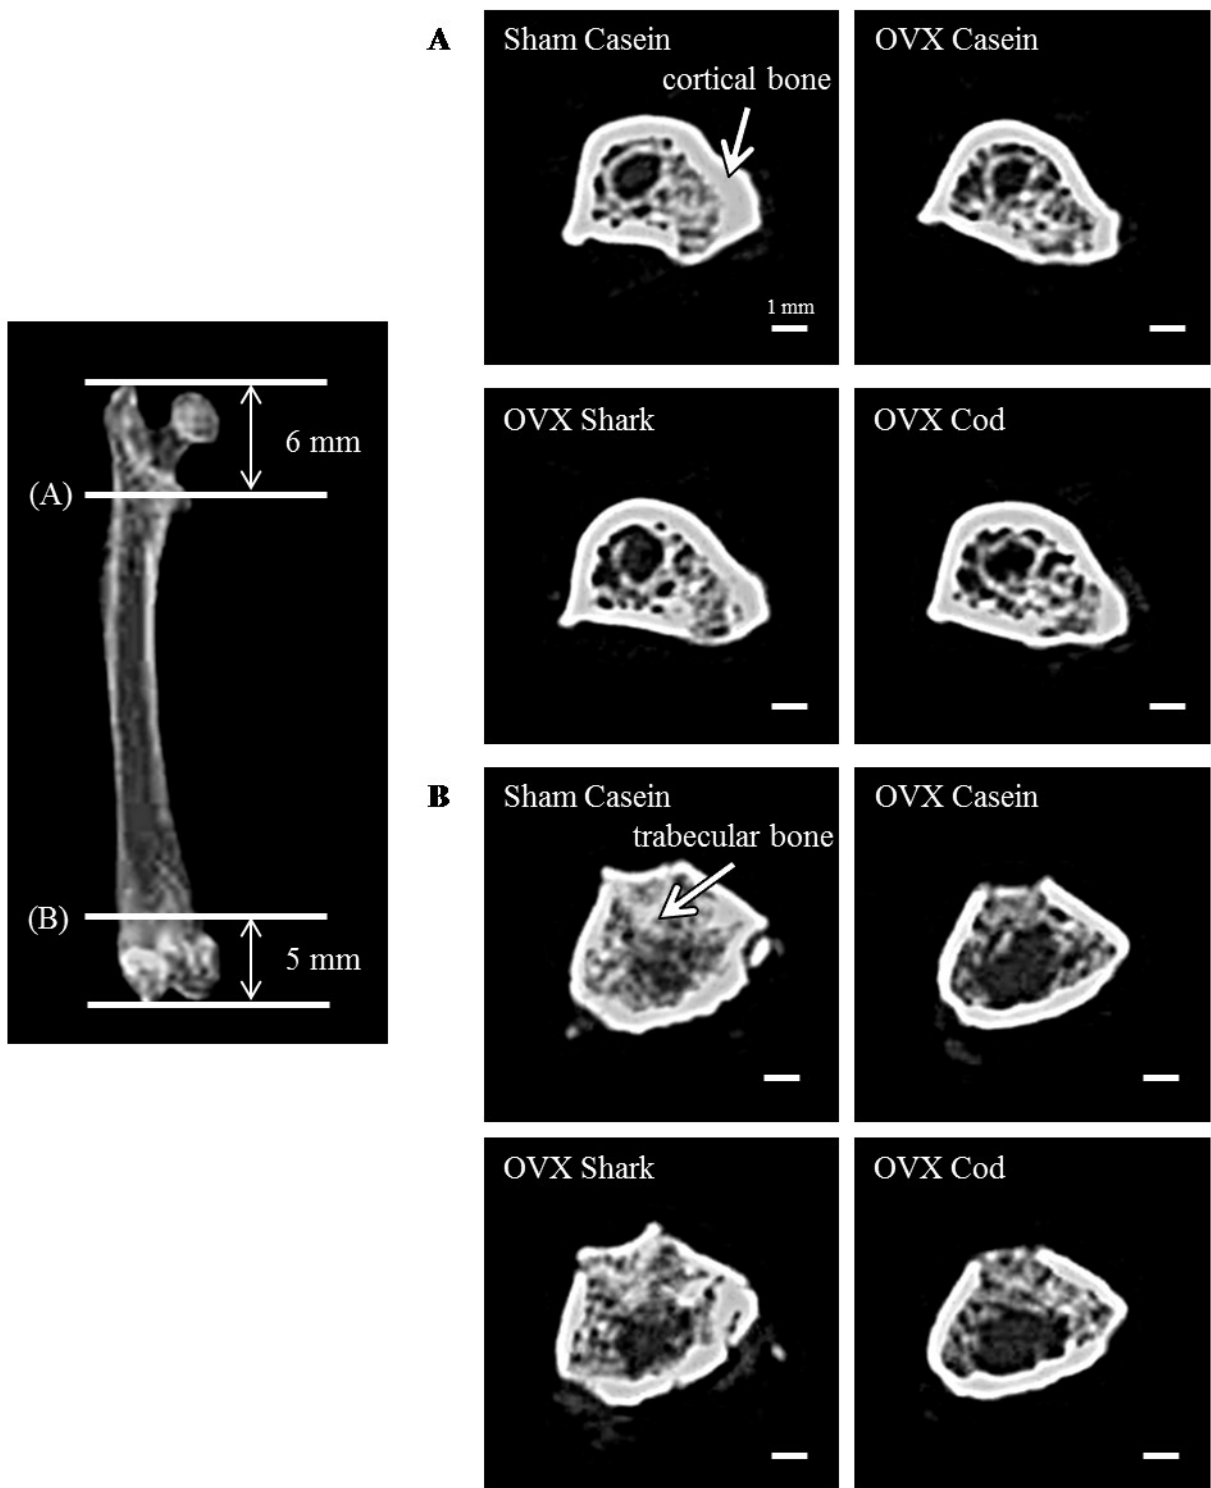 (A)
6 mm
(B)
5 mm
A
Sham Casein
cortical bone
1 mm
OVX Casein
OVX Shark
OVX Cod
B
Sham Casein
trabecular bone
OVX Casein
OVX Shark
OVX Cod